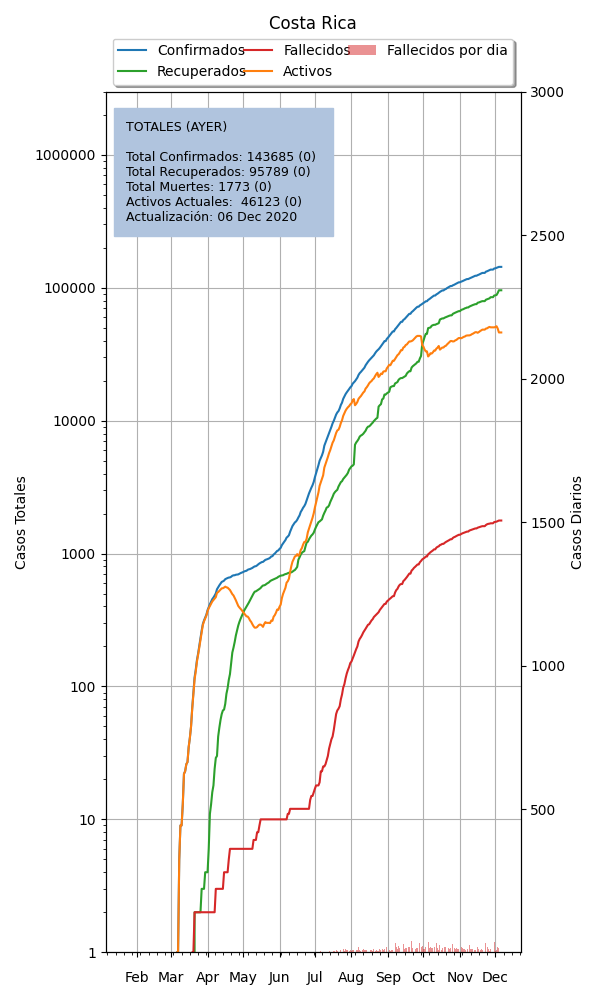 Costa Rica
Confirmados Fallecidos Fallecidos por dia
Recuperados Activos
TOTALES (AYER)
Total Confirmados: 143685 (0)
Total Recuperados: 95789 (0)
Total Muertes: 1773 (0)
Activos Actuales:  46123 (0)
Actualización: 06 Dec 2020
Casos Totales
1000000
100000
10000
1000
100
10
1
3000
2500
2000
1500
1000
500
Casos Diarios
Feb Mar Apr May Jun Jul Aug Sep Oct Nov Dec